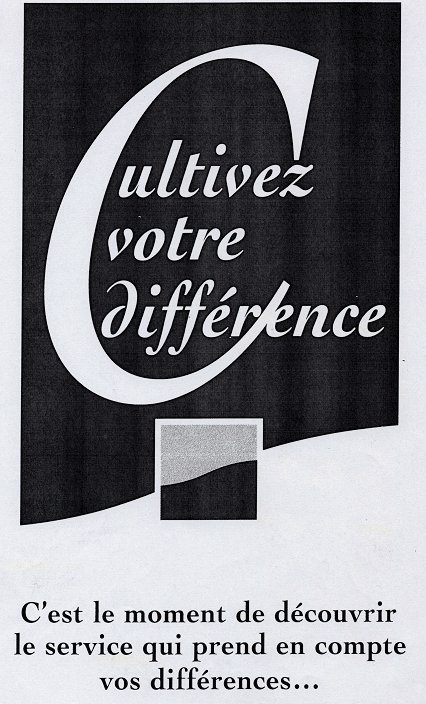 Cultivez
votre
différence
C'est le moment de découvrir
le service qui prend en compte
vos différences...